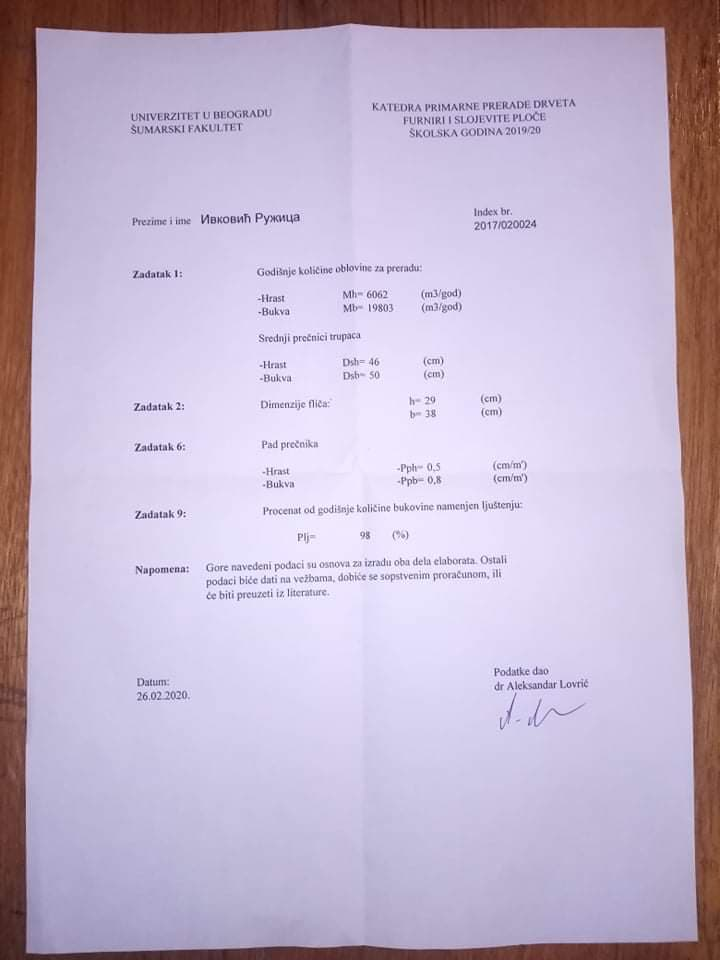 UNIVERZITET U BEOGRADU
ŠUMARSKI FAKULTET
KATEDRA PRIMARNE PRERADE DRVETA
FURNIRI I SLOJEVITE PLOČE
ŠKOLSKA GODINA 2019/20
Prezime i ime Ивковић Ружица
Index br.
2017/020024
Zadatak 1: Godišnje količine oblovine za preradu:
-Hrast Mh= 6062 (m3/god)
-Bukva Mb= 19803 (m3/god)
Srednji prečnici trupaca
-Hrast Dsh= 46 (cm)
-Bukva Dsb= 50 (cm)
Zadatak 2: Dimenzije fliča: h= 29 (cm)
b= 38 (cm)
Zadatak 6: Pad prečnika
-Hrast -Pph= 0,5 (cm/m')
-Bukva -Ppb= 0,8 (cm/m')
Zadatak 9: Procenat od godišnje količine bukovine namenjen ljuštenju:
Plj= 98 (%)
Napomena: Gore navedeni podaci su osnova za izradu oba dela elaborata. Ostali
podaci biće dati na vežbama, dobiće se sopstvenim proračunom, ili
će biti preuzeti iz literature.
Datum:
26.02.2020.
Podatke dao
dr Aleksandar Lovrić